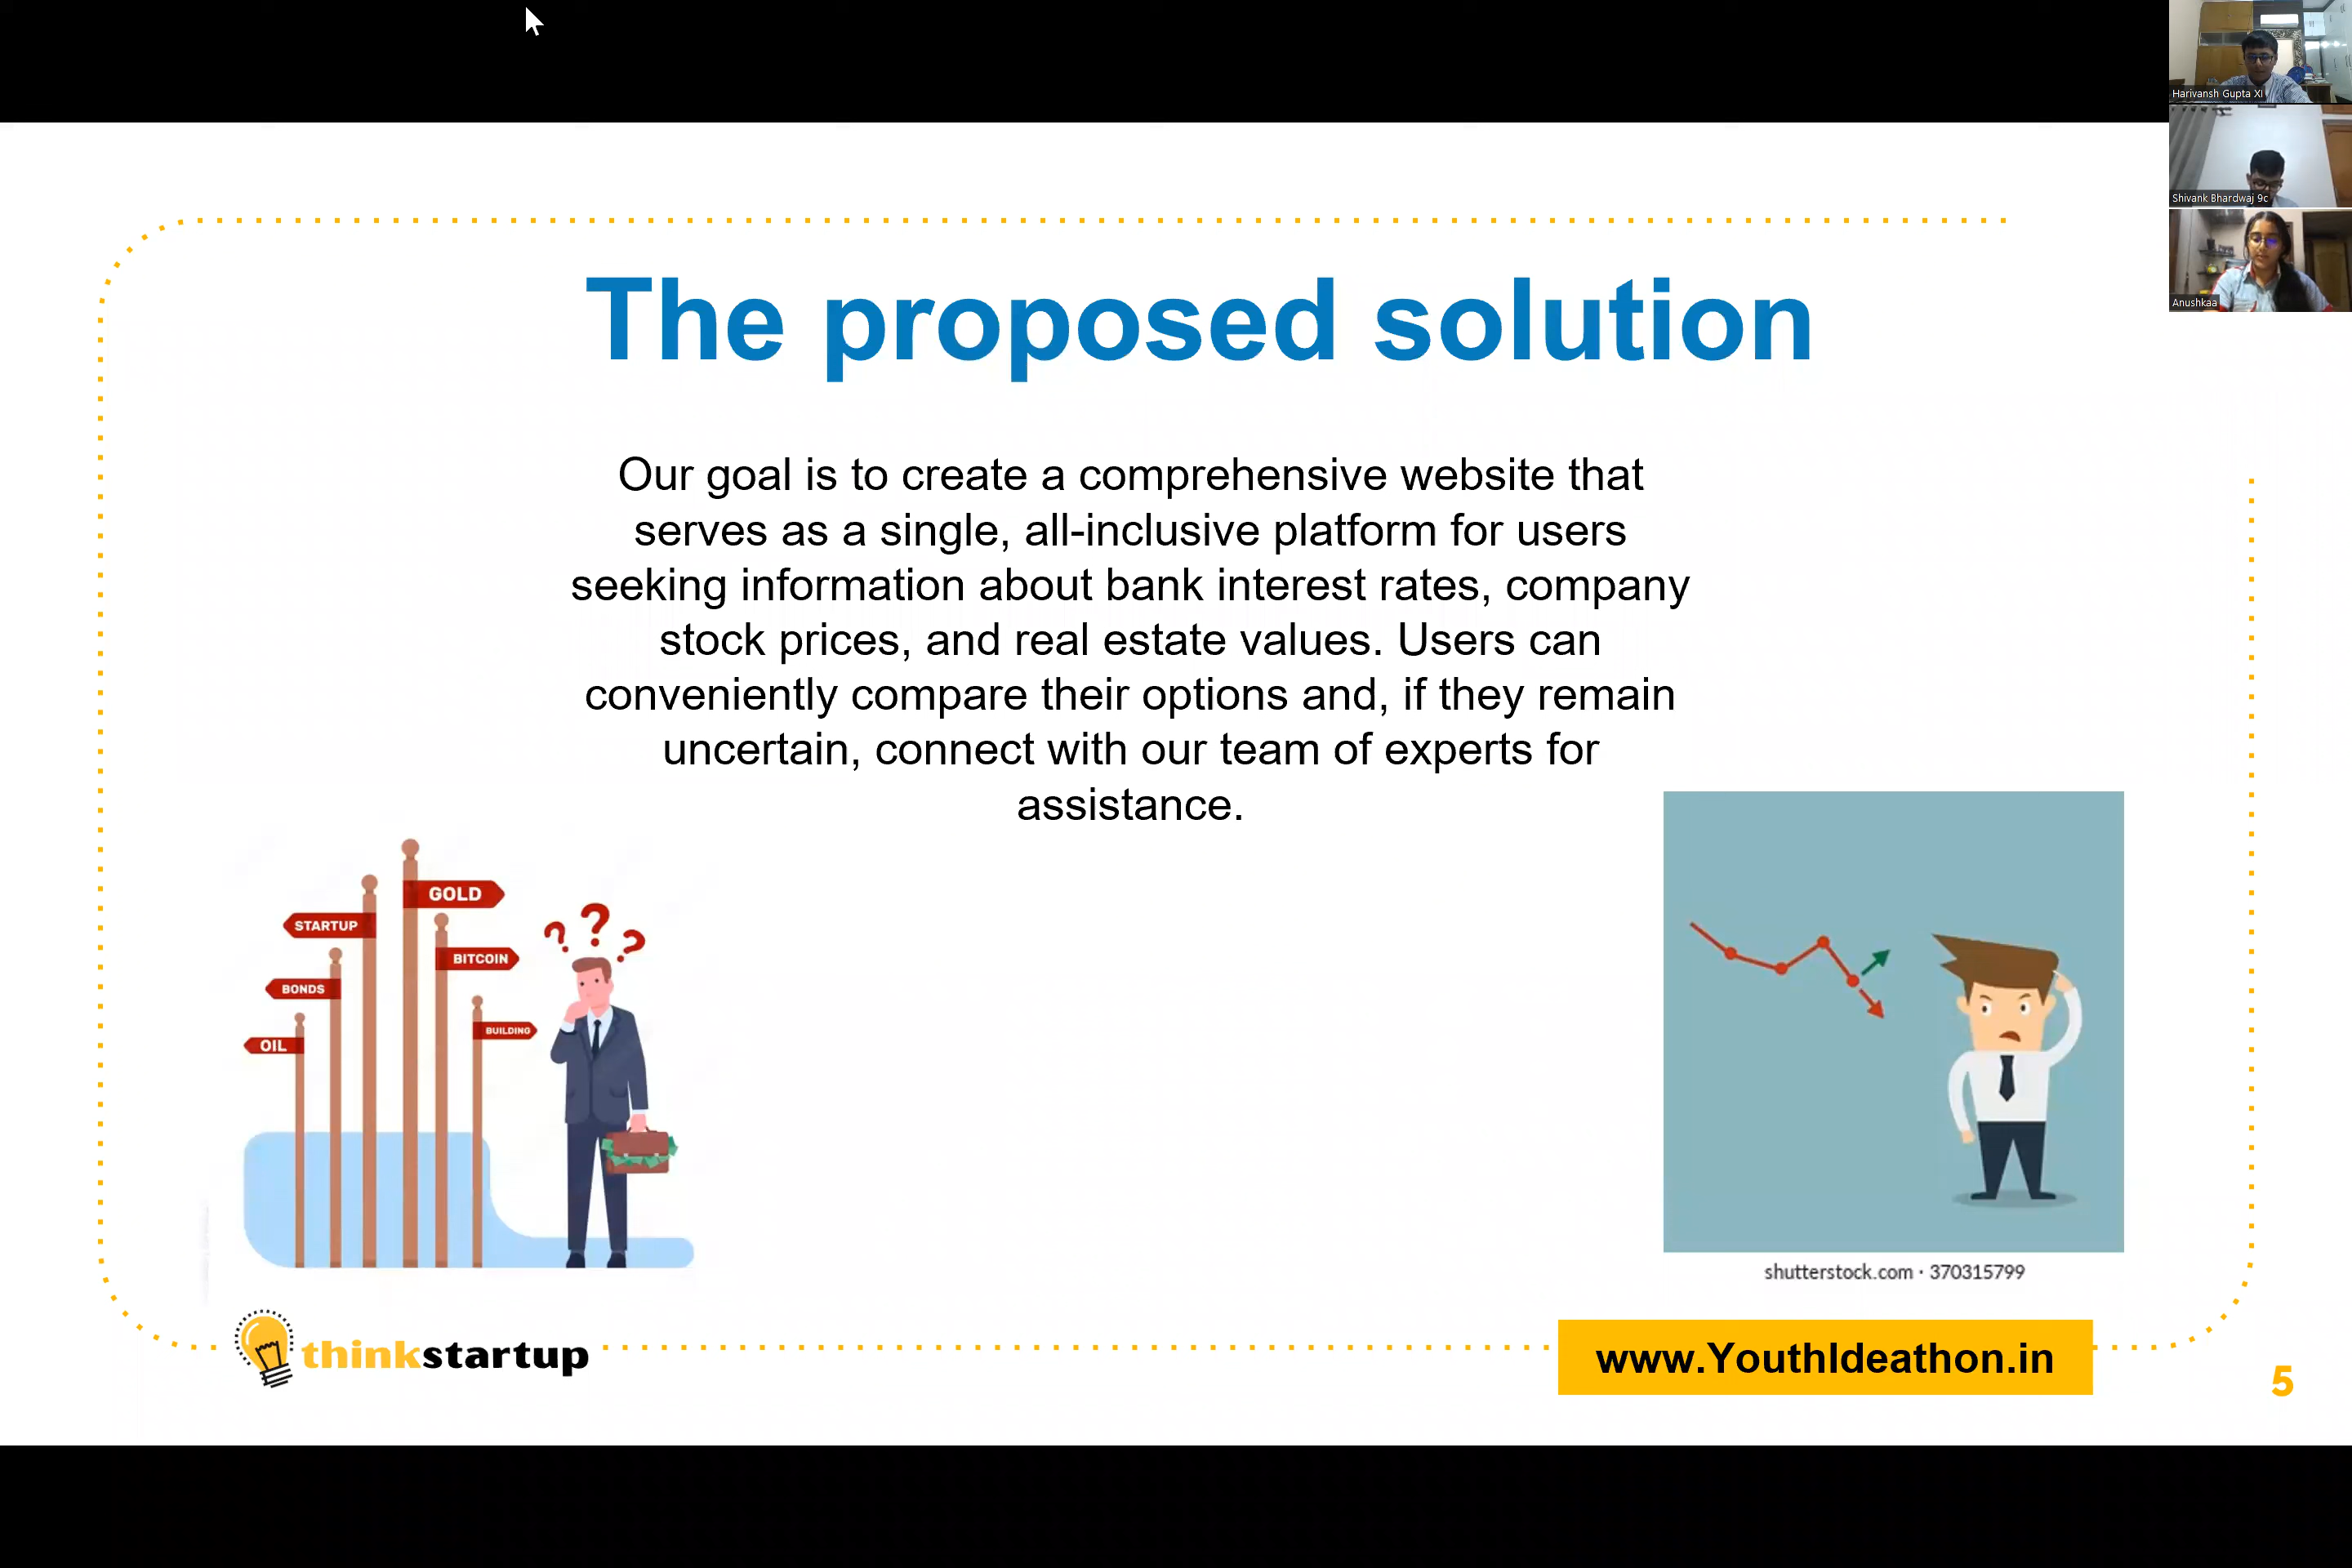 Harivansh Gupta XI
Shivank Bhardwaj 9c
Anushkaa
The proposed solution
Our goal is to create a comprehensive website that
serves as a single, all-inclusive platform for users
seeking information about bank interest rates, company
stock prices, and real estate values. Users can
conveniently compare their options and, if they remain
uncertain, connect with our team of experts for
assistance.
GOLD
STARTUP
BITCOIN
BONDS
BUILDING
OIL
? ? ?
shutterstock.com · 370315799
thinkstartup
www.YouthIdeathon.in
5